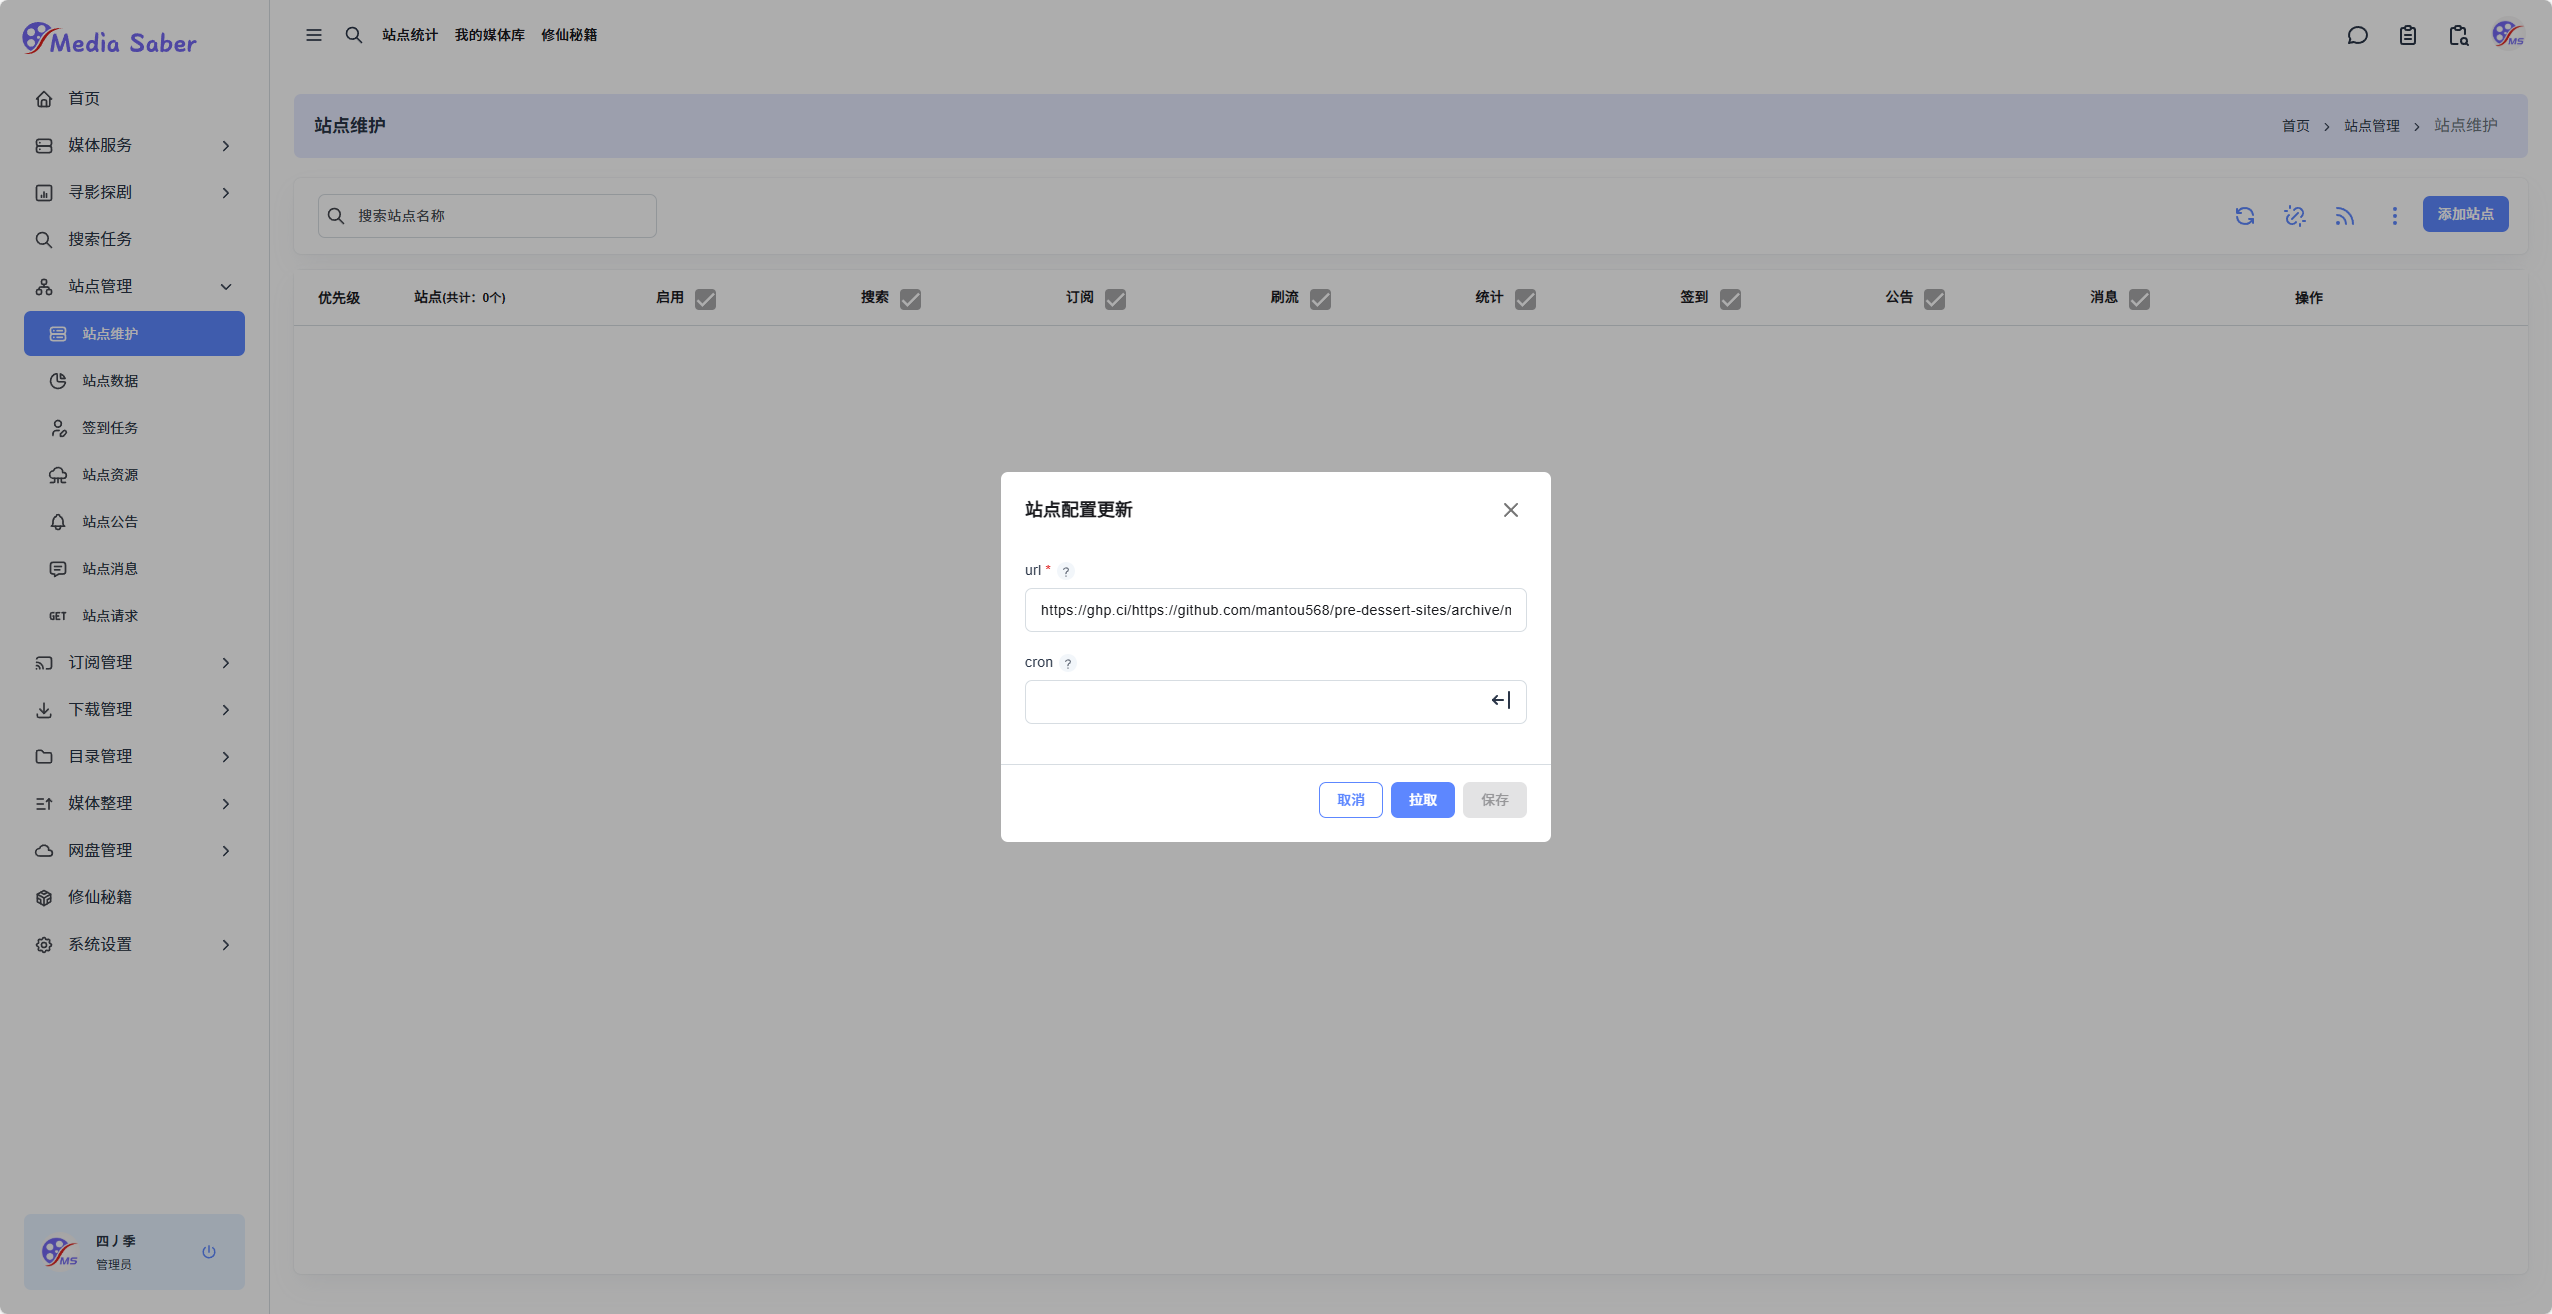 Media Saber
站点统计 我的媒体库 修仙秘籍
首页
媒体服务
寻影探剧
搜索任务
站点管理
站点维护
站点数据
签到任务
站点资源
站点公告
站点消息
GET 站点请求
订阅管理
下载管理
目录管理
媒体整理
网盘管理
修仙秘籍
系统设置
MS
四丿季
管理员
MS
站点维护
首页 > 站点管理 > 站点维护
搜索站点名称
添加站点
优先级 站点(共计：0个) 启用 搜索 订阅 刷流 统计 签到 公告 消息 操作
站点配置更新
url * ?
https://ghp.ci/https://github.com/mantou568/pre-dessert-sites/archive/n
cron ?
取消 拉取 保存